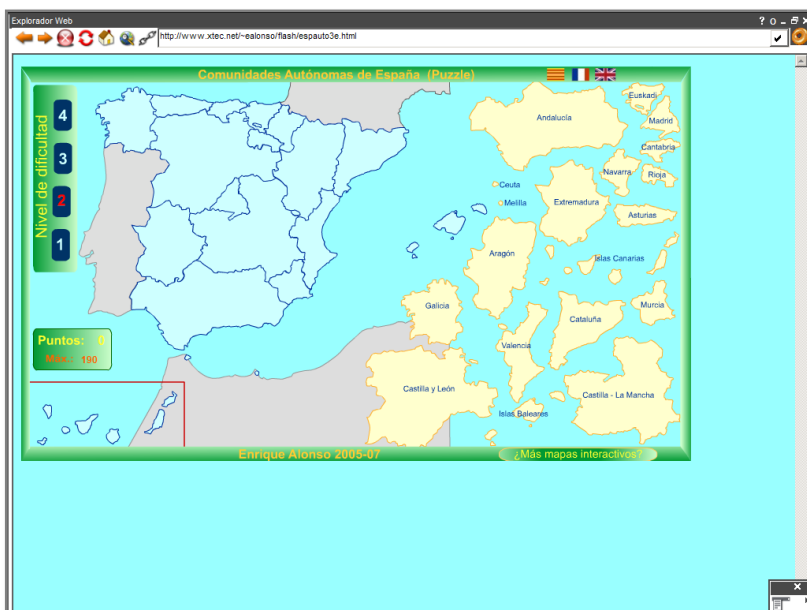 Explorador Web
http://www.xtec.net/~ealonso/flash/espauto3e.html
Comunidades Autónomas de España (Puzzle)
Nivel de dificultad
4
3
2
1
Puntos: 0
190
Andalucía
Euskadi
Madrid
Cantabria
Navarra
Rioja
Ceuta
Melilla
Extremadura
Asturias
Aragón
Islas Canarias
Galicia
Cataluña
Murcia
Valencia
Castilla y León
Castilla - La Mancha
Islas Baleares
Enrique Alonso 2005-07
¿Más mapas interactivos?